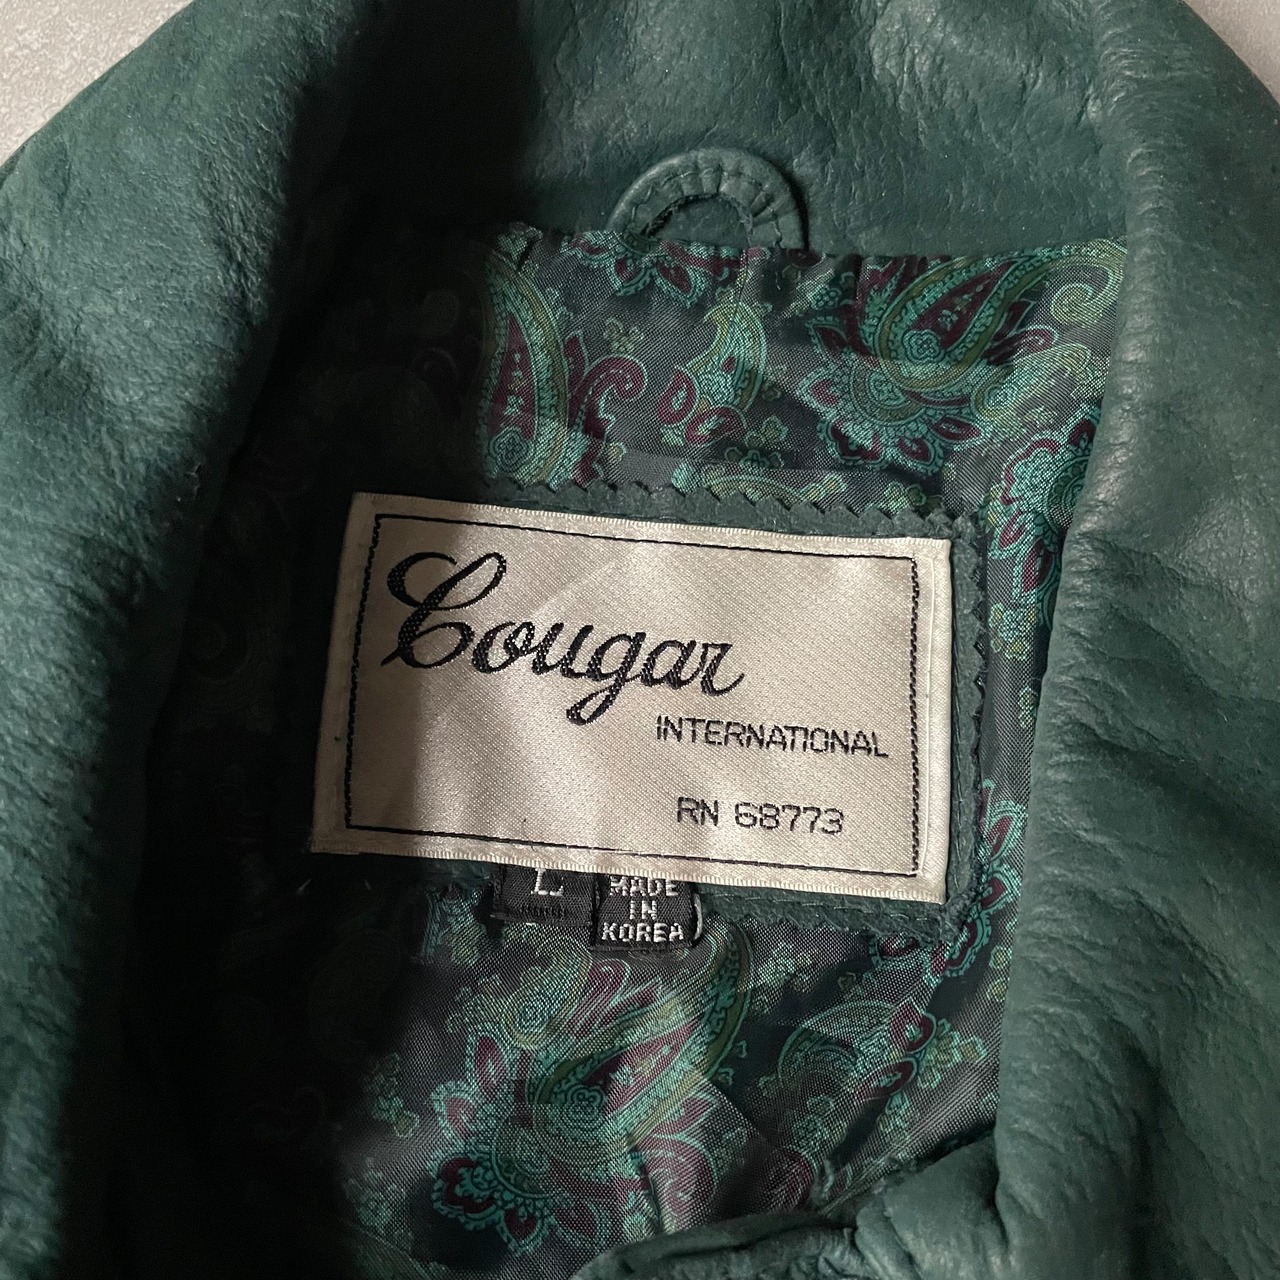 Cougar
INTERNATIONAL
RN 68773
L
MADE
IN
KOREA